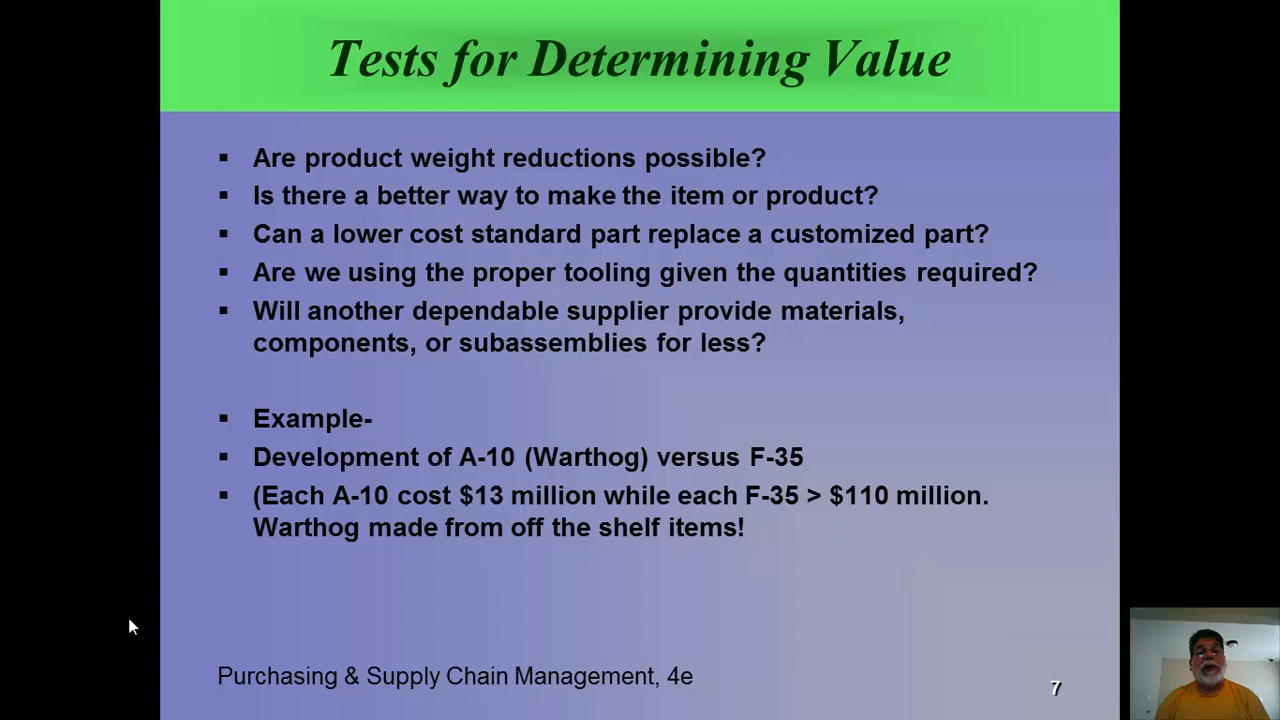 Tests for Determining Value
▪ Are product weight reductions possible?
▪ Is there a better way to make the item or product?
▪ Can a lower cost standard part replace a customized part?
▪ Are we using the proper tooling given the quantities required?
▪ Will another dependable supplier provide materials,
components, or subassemblies for less?
▪ Example-
▪ Development of A-10 (Warthog) versus F-35
▪ (Each A-10 cost $13 million while each F-35 > $110 million.
Warthog made from off the shelf items!
Purchasing & Supply Chain Management, 4e
7